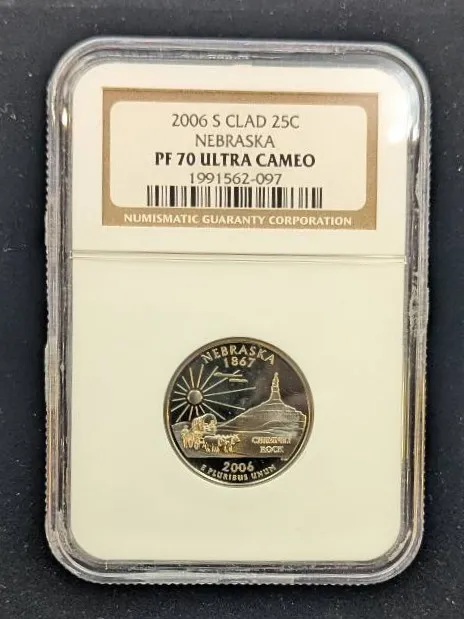 2006 S CLAD 25C
NEBRASKA
PF 70 ULTRA CAMEO
1991562-097
NUMISMATIC GUARANTY CORPORATION
NEBRASKA
1867
CHIMNEY
ROCK
2006
E PLURIBUS UNUM